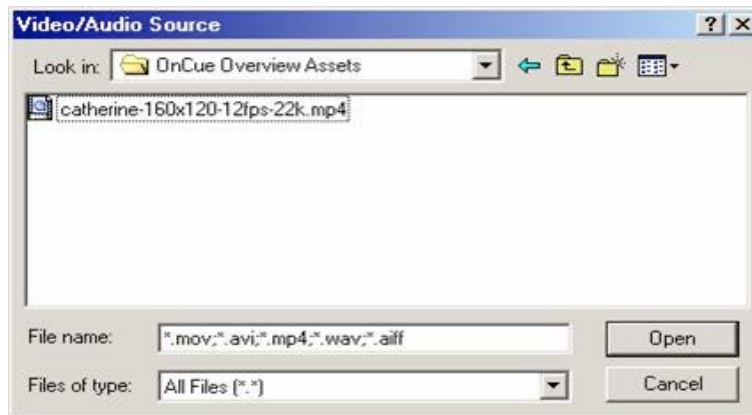 Video/Audio Source
Look in: OnCue Overview Assets
catherine-160x120-12fps-22k.mp4
File name: *.mov;*.avi;*.mp4;*.wav;*.aiff Open
Files of type: All Files (*.*) Cancel